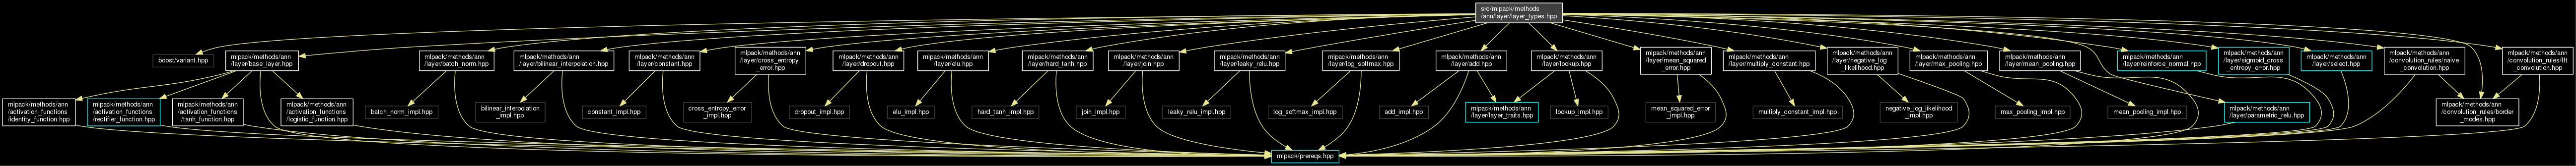 src/mlpack/methods
/ann/layer/layer_types.hpp
boost/variant.hpp
mlpack/methods/ann
/layer/base_layer.hpp
mlpack/methods/ann
/layer/batch_norm.hpp
mlpack/methods/ann
/layer/bilinear_interpolation.hpp
mlpack/methods/ann
/layer/constant.hpp
mlpack/methods/ann
/layer/cross_entropy
_error.hpp
mlpack/methods/ann
/layer/dropout.hpp
mlpack/methods/ann
/layer/elu.hpp
mlpack/methods/ann
/layer/hard_tanh.hpp
mlpack/methods/ann
/layer/join.hpp
mlpack/methods/ann
/layer/leaky_relu.hpp
mlpack/methods/ann
/layer/log_softmax.hpp
mlpack/methods/ann
/layer/add.hpp
mlpack/methods/ann
/layer/lookup.hpp
mlpack/methods/ann
/layer/mean_squared
_error.hpp
mlpack/methods/ann
/layer/multiply_constant.hpp
mlpack/methods/ann
/layer/negative_log
_likelihood.hpp
mlpack/methods/ann
/layer/max_pooling.hpp
mlpack/methods/ann
/layer/mean_pooling.hpp
mlpack/methods/ann
/layer/reinforce_normal.hpp
mlpack/methods/ann
/layer/sigmoid_cross
_entropy_error.hpp
mlpack/methods/ann
/layer/select.hpp
mlpack/methods/ann
/convolution_rules/naive
_convolution.hpp
mlpack/methods/ann
/convolution_rules/fft
_convolution.hpp
mlpack/methods/ann
/activation_functions
/identity_function.hpp
mlpack/methods/ann
/activation_functions
/rectifier_function.hpp
mlpack/methods/ann
/activation_functions
/tanh_function.hpp
mlpack/methods/ann
/activation_functions
/logistic_function.hpp
batch_norm_impl.hpp
bilinear_interpolation
_impl.hpp
constant_impl.hpp
cross_entropy_error
_impl.hpp
dropout_impl.hpp
elu_impl.hpp
hard_tanh_impl.hpp
join_impl.hpp
leaky_relu_impl.hpp
log_softmax_impl.hpp
add_impl.hpp
mlpack/methods/ann
/layer/layer_traits.hpp
lookup_impl.hpp
mean_squared_error
_impl.hpp
multiply_constant_impl.hpp
negative_log_likelihood
_impl.hpp
max_pooling_impl.hpp
mean_pooling_impl.hpp
mlpack/methods/ann
/layer/parametric_relu.hpp
mlpack/methods/ann
/convolution_rules/border
_modes.hpp
mlpack/prereqs.hpp